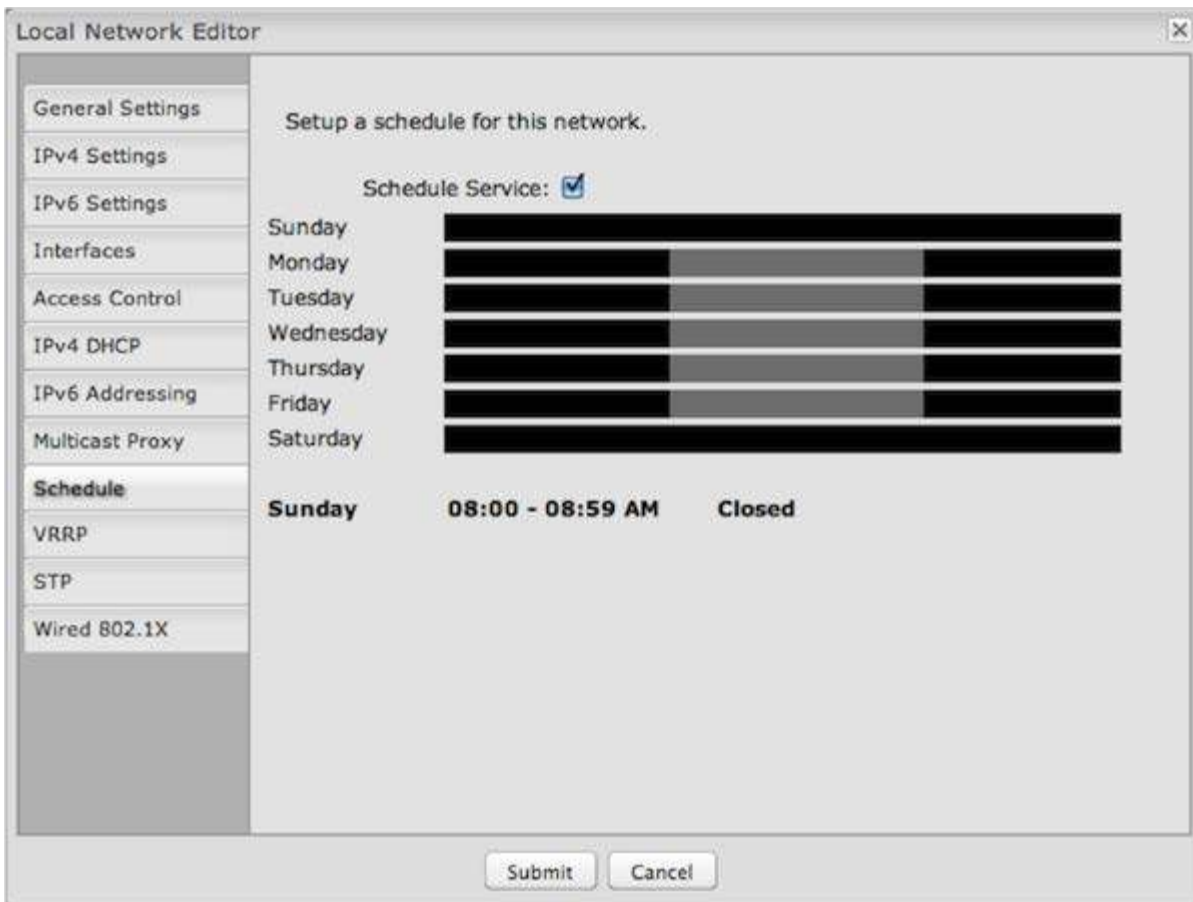 Local Network Editor
General Settings
IPv4 Settings
IPv6 Settings
Interfaces
Access Control
IPv4 DHCP
IPv6 Addressing
Multicast Proxy
Schedule
VRRP
STP
Wired 802.1X
Setup a schedule for this network.
Schedule Service:
Sunday
Monday
Tuesday
Wednesday
Thursday
Friday
Saturday
Sunday 08:00 - 08:59 AM Closed
Submit Cancel